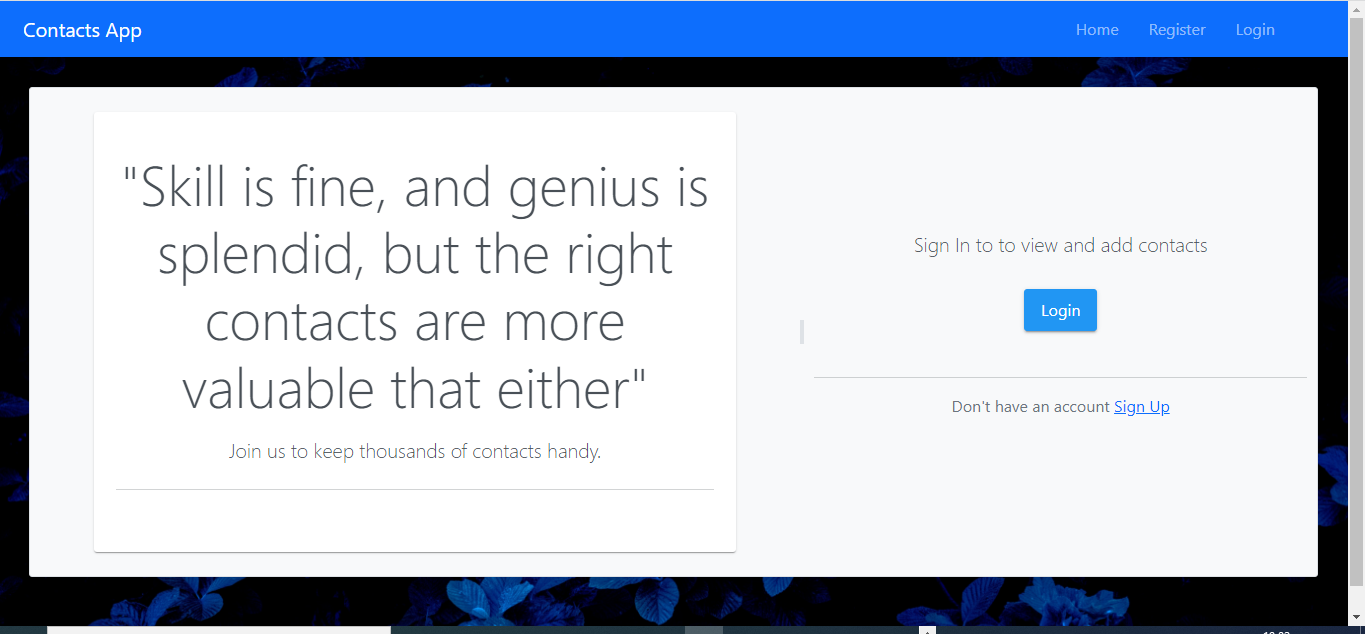 Contacts App
Home
Register
Login
"Skill is fine, and genius is
splendid, but the right
contacts are more
valuable that either"
Join us to keep thousands of contacts handy.
Sign In to to view and add contacts
Login
Don't have an account Sign Up